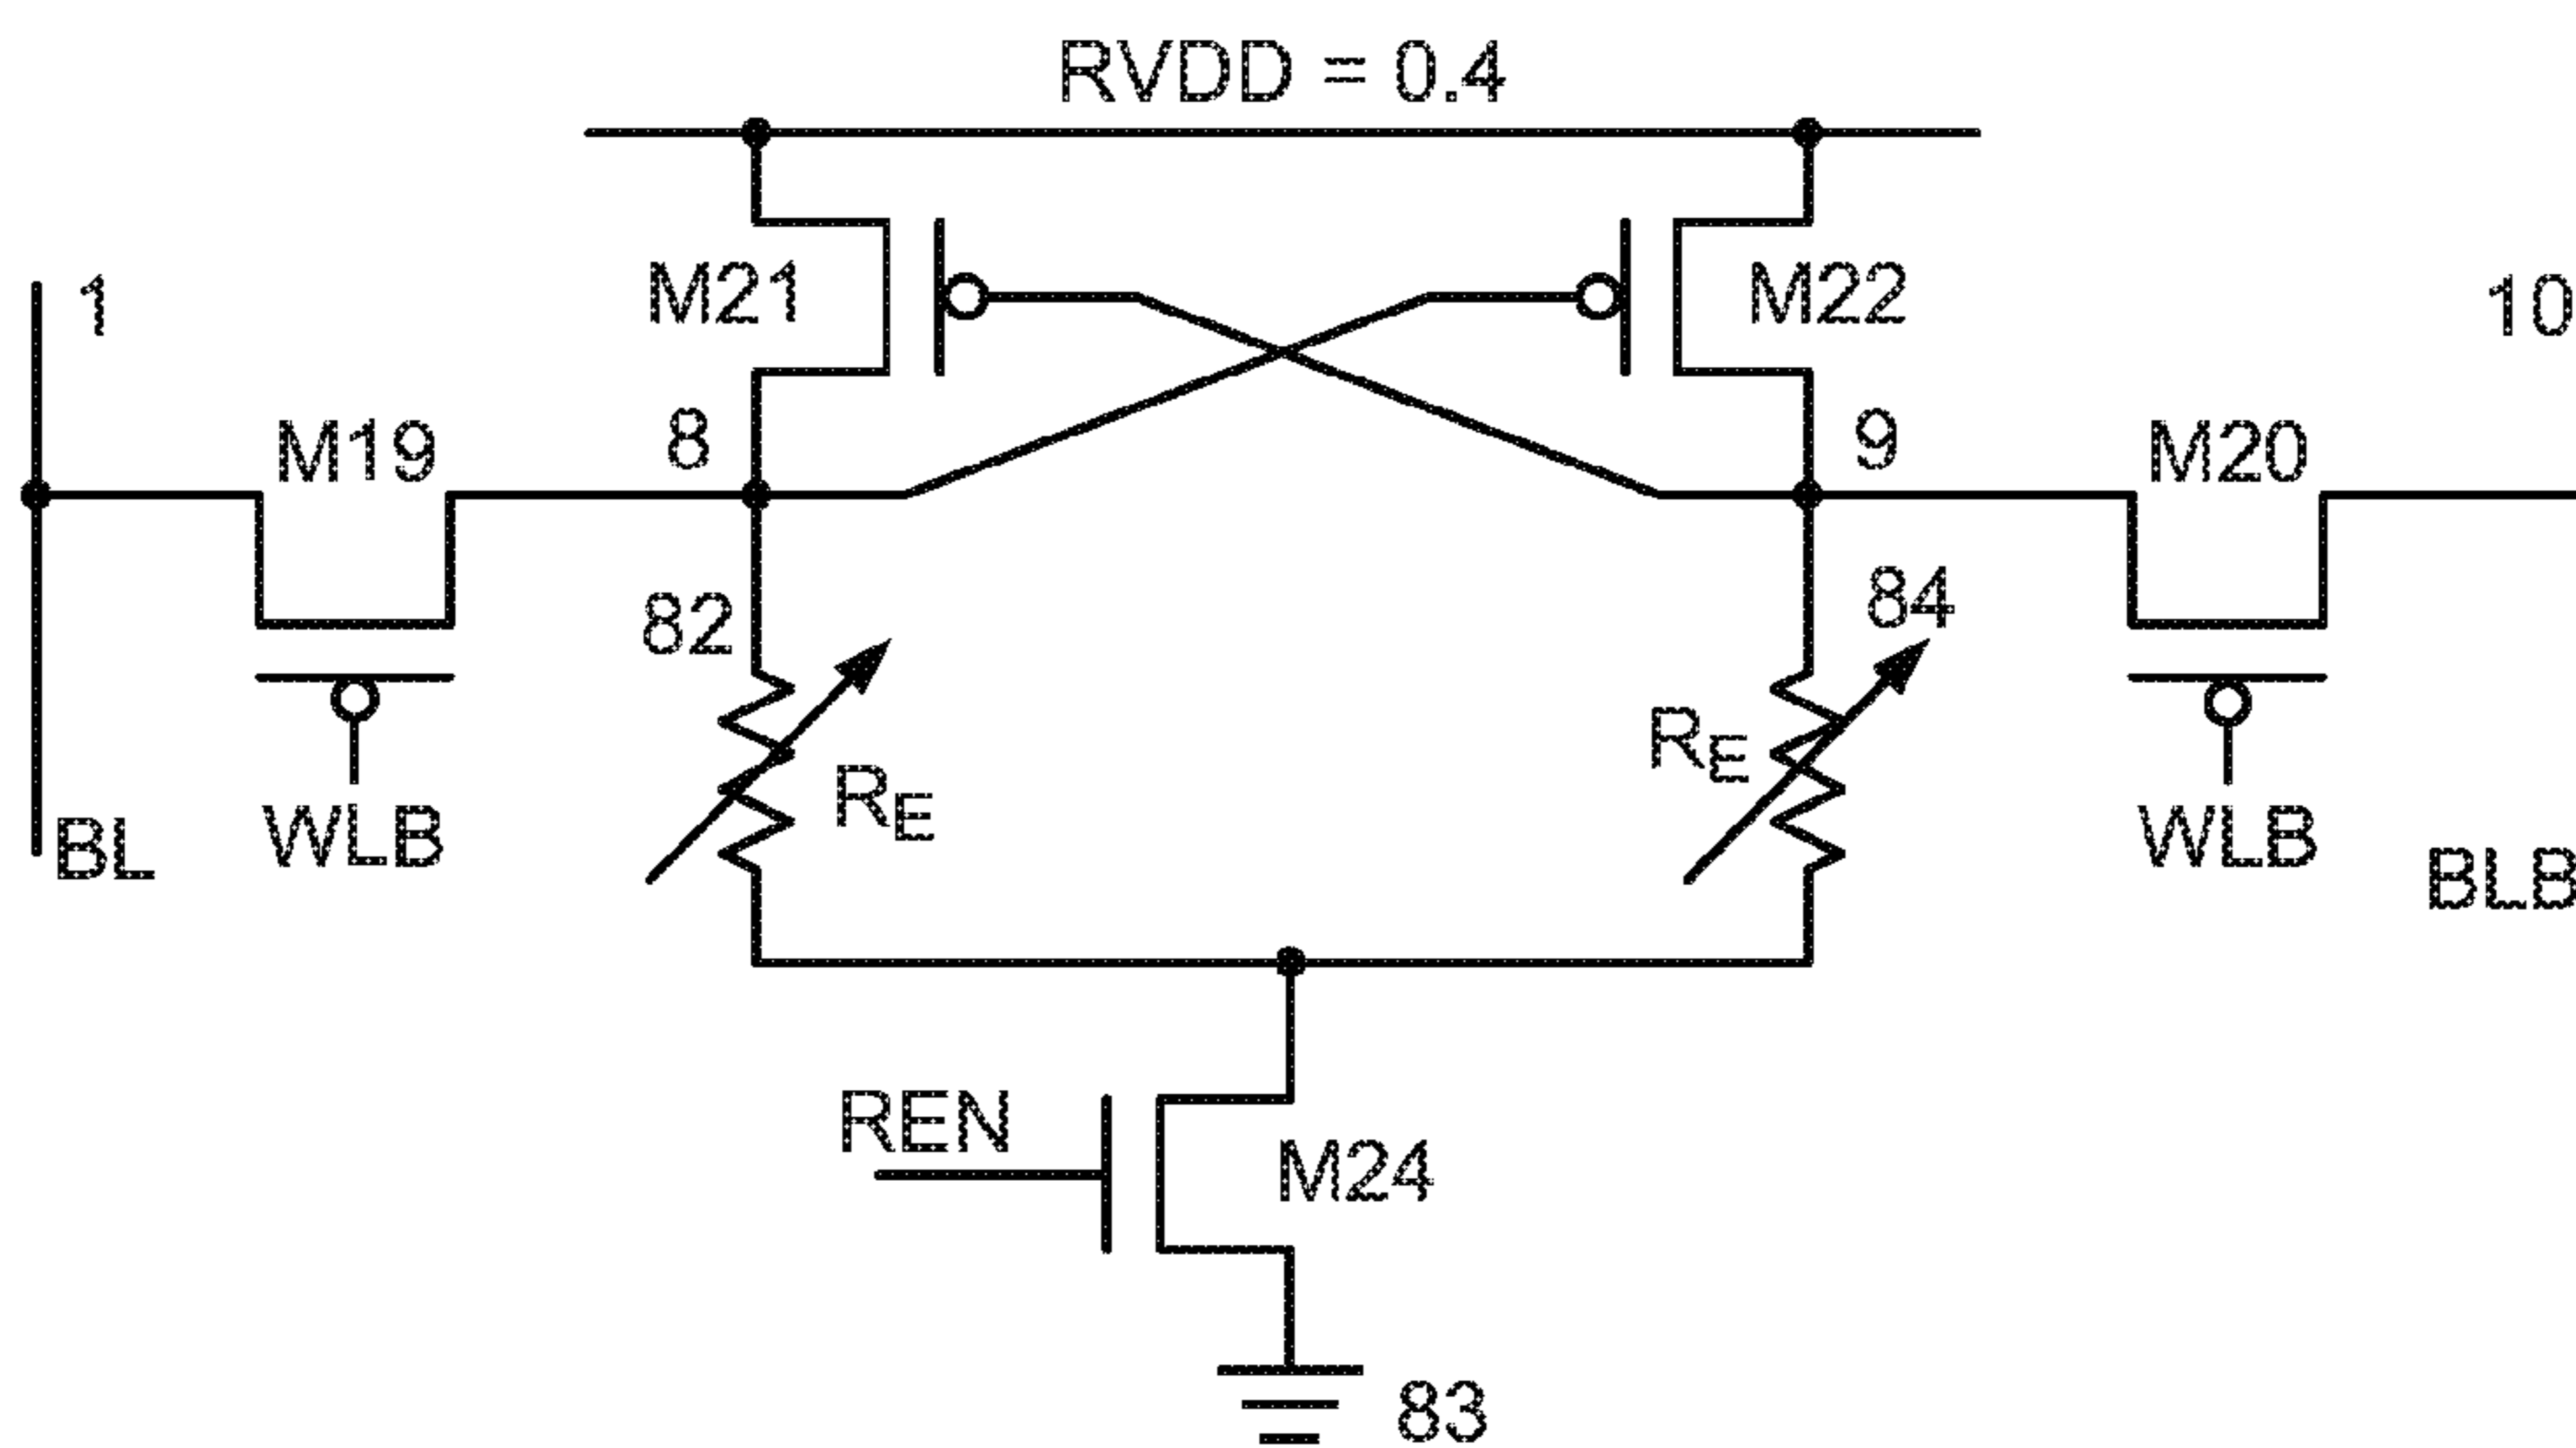 RVDD = 0.4
M21
M22
1
10
M19
8
9
M20
82
84
RE
RE
BL
WLB
WLB
BLB
REN
M24
83